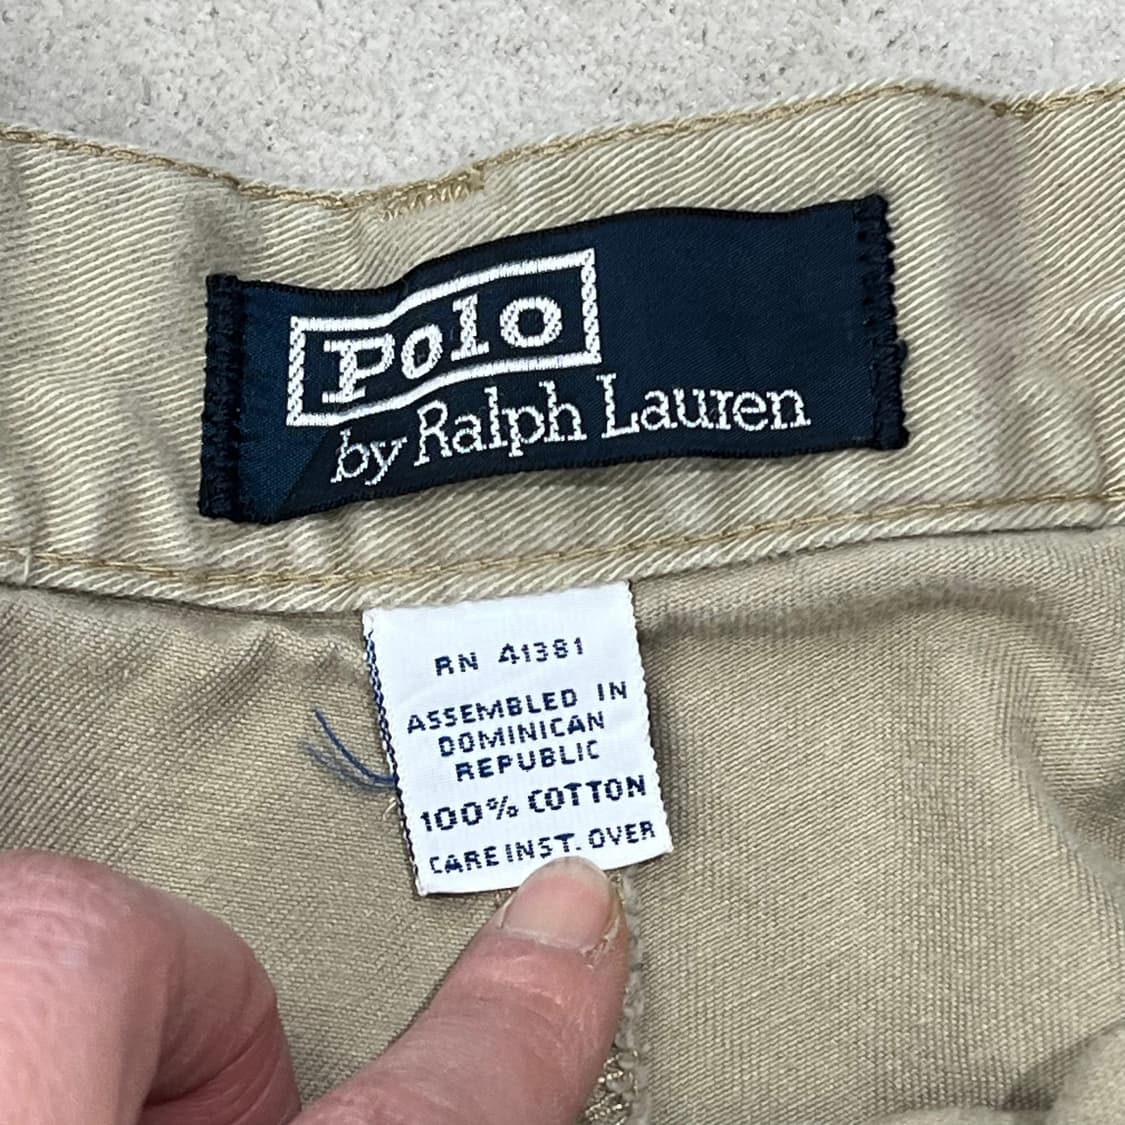 Polo
by Ralph Lauren
RN 41381
ASSEMBLED IN
DOMINICAN
REPUBLIC
100% COTTON
CARE INST. OVER